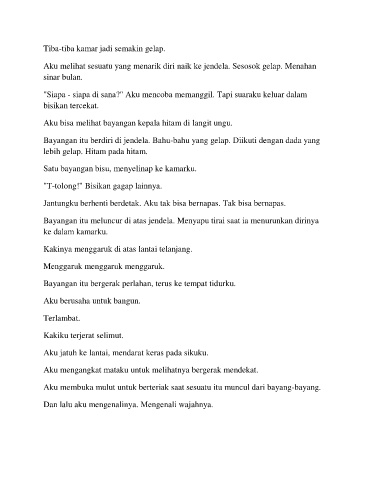 Tiba-tiba kamar jadi semakin gelap.
Aku melihat sesuatu yang menarik diri naik ke jendela. Sesosok gelap. Menahan
sinar bulan.
"Siapa - siapa di sana?" Aku mencoba memanggil. Tapi suaraku keluar dalam
bisikan tercekat.
Aku bisa melihat bayangan kepala hitam di langit ungu.
Bayangan itu berdiri di jendela. Bahu-bahu yang gelap. Diikuti dengan dada yang
lebih gelap. Hitam pada hitam.
Satu bayangan bisu, menyelinap ke kamarku.
"T-tolong!" Bisikan gagap lainnya.
Jantungku berhenti berdetak. Aku tak bisa bernapas. Tak bisa bernapas.
Bayangan itu meluncur di atas jendela. Menyapu tirai saat ia menurunkan dirinya
ke dalam kamarku.
Kakinya menggaruk di atas lantai telanjang.
Menggaruk menggaruk menggaruk.
Bayangan itu bergerak perlahan, terus ke tempat tidurku.
Aku berusaha untuk bangun.
Terlambat.
Kakiku terjerat selimut.
Aku jatuh ke lantai, mendarat keras pada sikuku.
Aku mengangkat mataku untuk melihatnya bergerak mendekat.
Aku membuka mulut untuk berteriak saat sesuatu itu muncul dari bayang-bayang.
Dan lalu aku mengenalinya. Mengenali wajahnya.